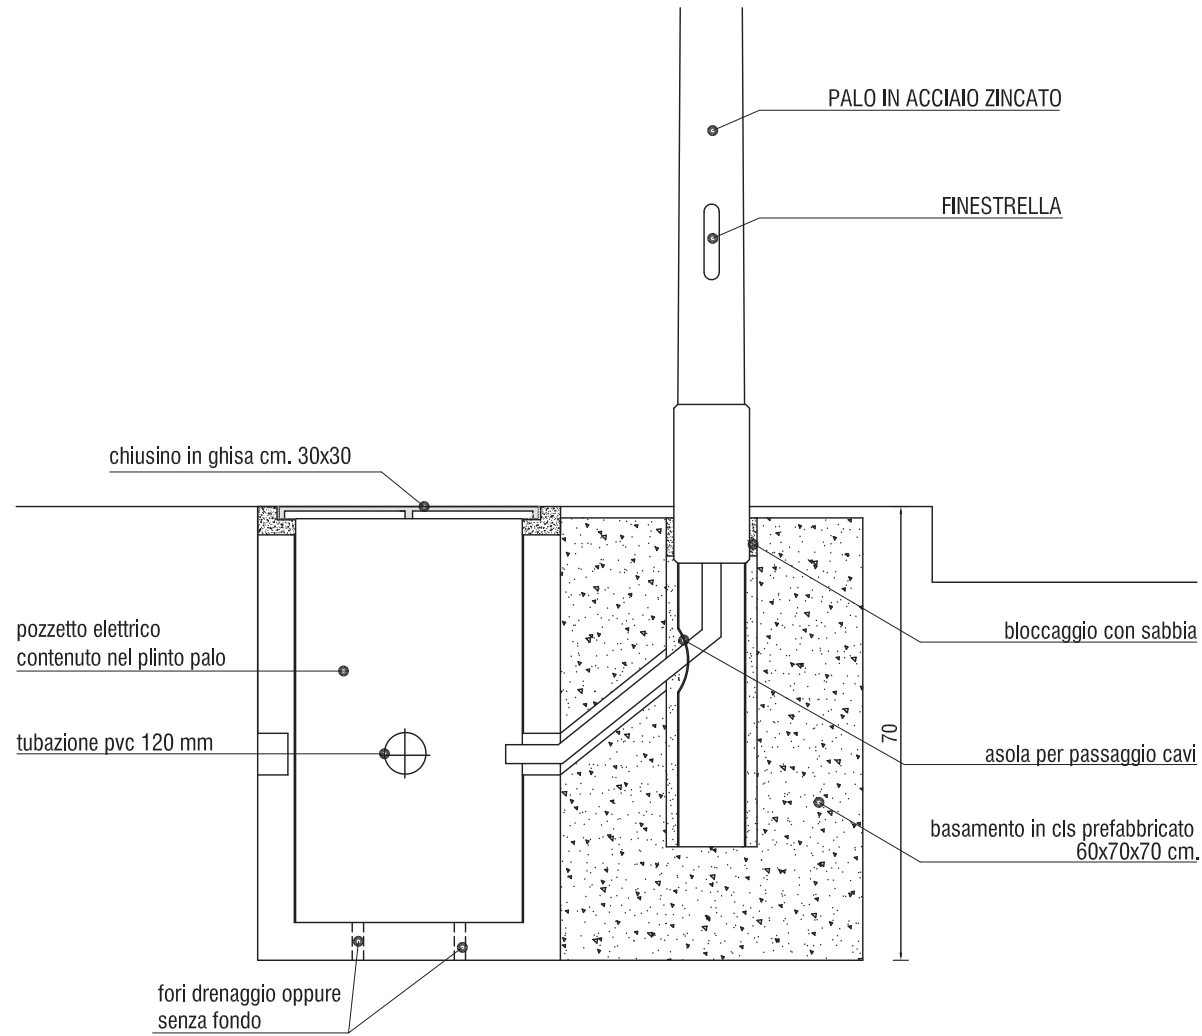 PALO IN ACCIAIO ZINCATO
FINESTRELLA
chiusino in ghisa cm. 30x30
pozzetto elettrico
contenuto nel plinto palo
bloccaggio con sabbia
tubazione pvc 120 mm
70
asola per passaggio cavi
basamento in cls prefabbricato
60x70x70 cm.
fori drenaggio oppure
senza fondo